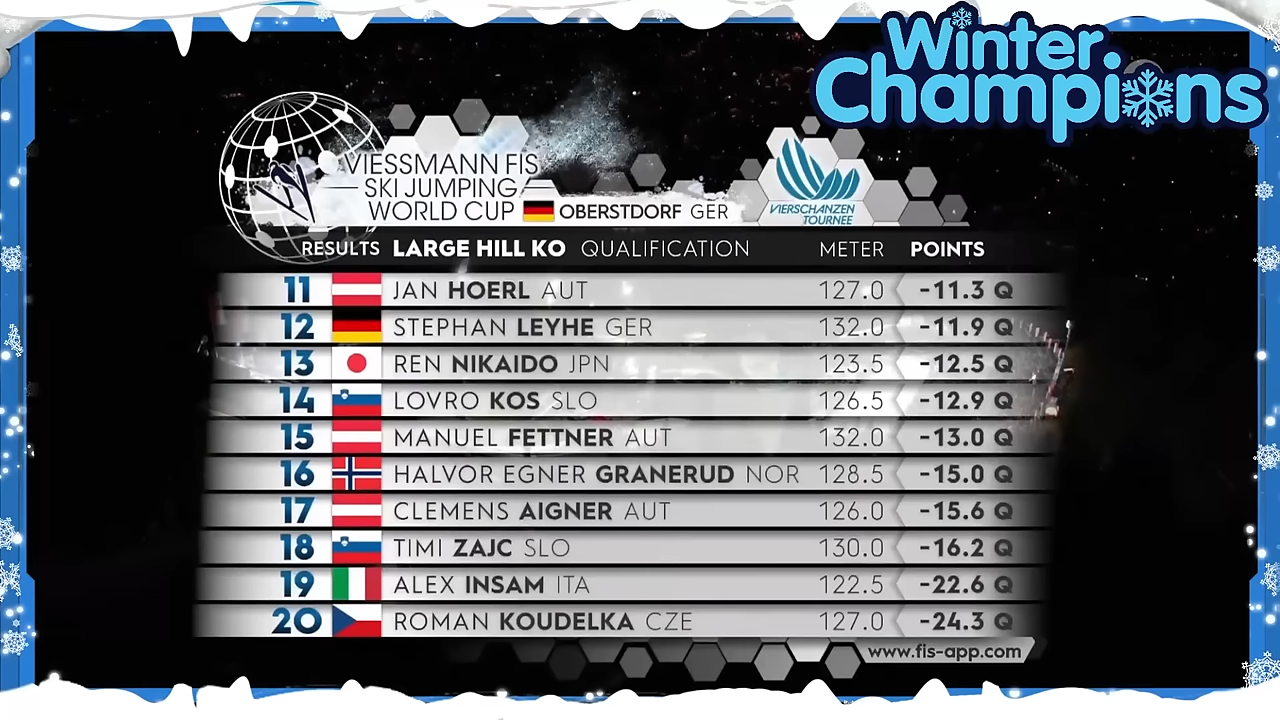 Winter
Champions
VIESSMANN FIS
SKI JUMPING
WORLD CUP
OBERSTDORF GER
VIERSCHANZEN
TOURNEE
RESULTS LARGE HILL KO QUALIFICATION METER POINTS
11 JAN HOERL AUT 127.0 -11.3 Q
12 STEPHAN LEYHE GER 132.0 -11.9 Q
13 REN NIKAIDO JPN 123.5 -12.5 Q
14 LOVRO KOS SLO 126.5 -12.9 Q
15 MANUEL FETTNER AUT 132.0 -13.0 Q
16 HALVOR EGNER GRANERUD NOR 128.5 -15.0 Q
17 CLEMENS AIGNER AUT 126.0 -15.6 Q
18 TIMI ZAJC SLO 130.0 -16.2 Q
19 ALEX INSAM ITA 122.5 -22.6 Q
20 ROMAN KOUDELKA CZE 127.0 -24.3 Q
www.fis-app.com